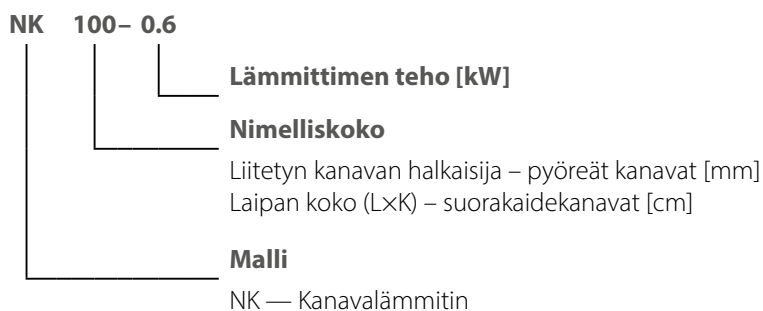 NK 100– 0.6
Lämmittimen teho [kW]
Nimelliskoko
Liitetyn kanavan halkaisija – pyöreät kanavat [mm]
Laipan koko (L×K) – suorakaidekanavat [cm]
Malli
NK — Kanavalämmitin